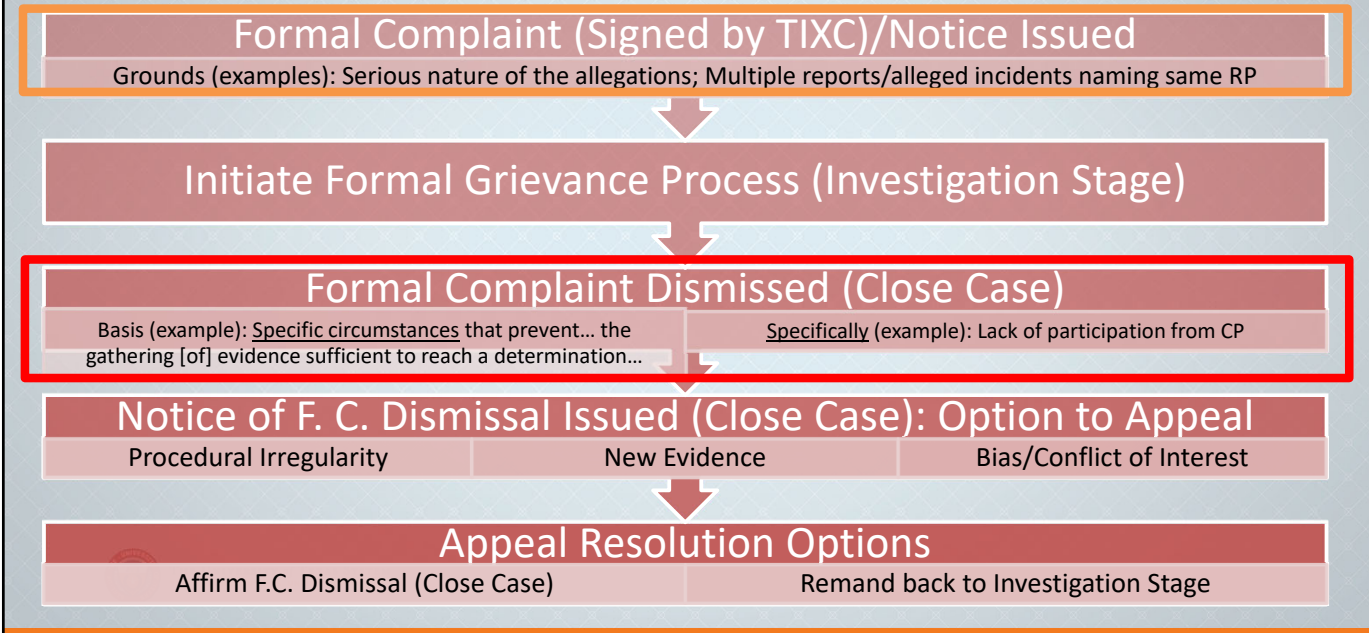 Formal Complaint (Signed by TIXC)/Notice Issued
Grounds (examples): Serious nature of the allegations; Multiple reports/alleged incidents naming same RP
Initiate Formal Grievance Process (Investigation Stage)
Formal Complaint Dismissed (Close Case)
Basis (example): Specific circumstances that prevent… the
gathering [of] evidence sufficient to reach a determination…
Specifically (example): Lack of participation from CP
Notice of F. C. Dismissal Issued (Close Case): Option to Appeal
Procedural Irregularity
New Evidence
Bias/Conflict of Interest
Appeal Resolution Options
Affirm F.C. Dismissal (Close Case)
Remand back to Investigation Stage